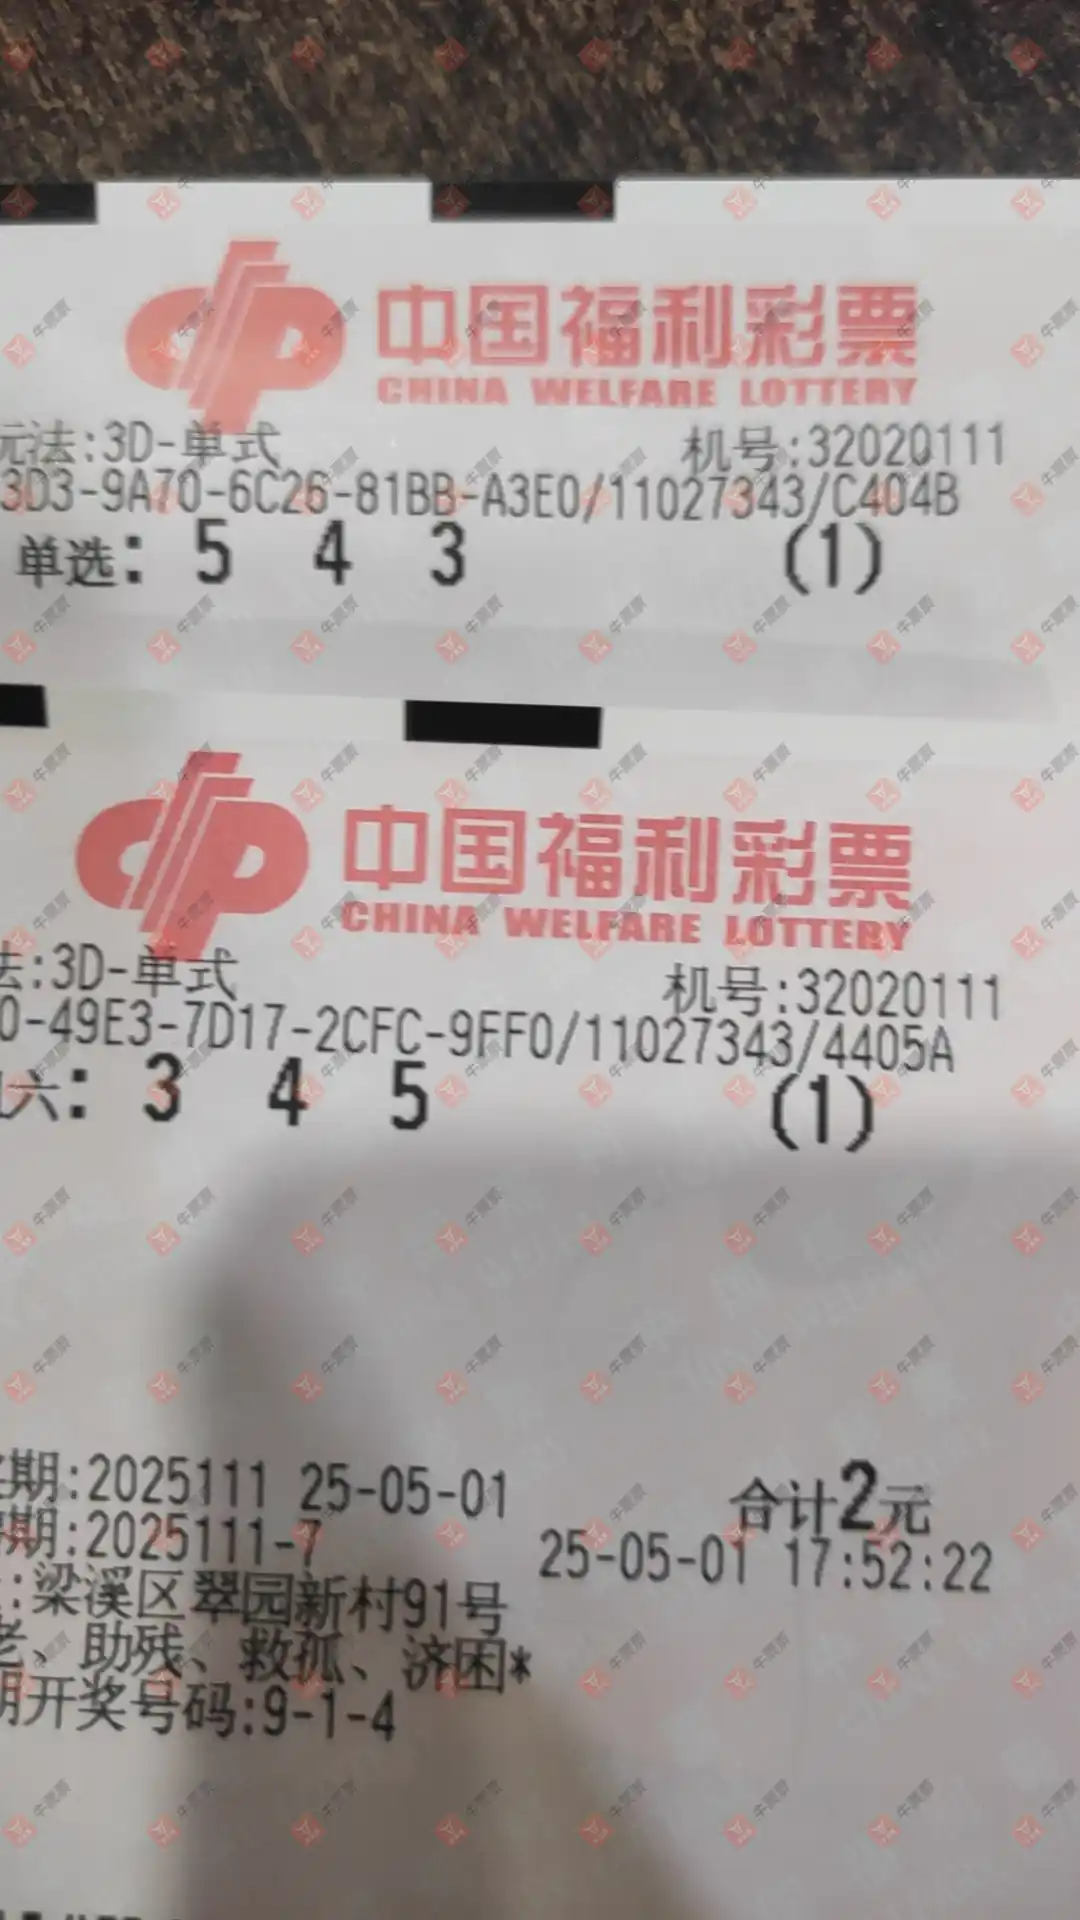 中国福利彩票
CHINA WELFARE LOTTERY
玩法:3D-单式 机号:32020111
3D3-9A70-6C26-81BB-A3E0/11027343/C404B
单选: 5 4 3 (1)
中国福利彩票
CHINA WELFARE LOTTERY
法:3D-单式 机号:32020111
0-49E3-7D17-2CFC-9FF0/11027343/4405A
六: 3 4 5 (1)
期:2025111 25-05-01 合计2元
期:2025111-7 25-05-01 17:52:22
:梁溪区翠园新村91号
老、助残、救孤、济困*
期开奖号码:9-1-4
牛票票